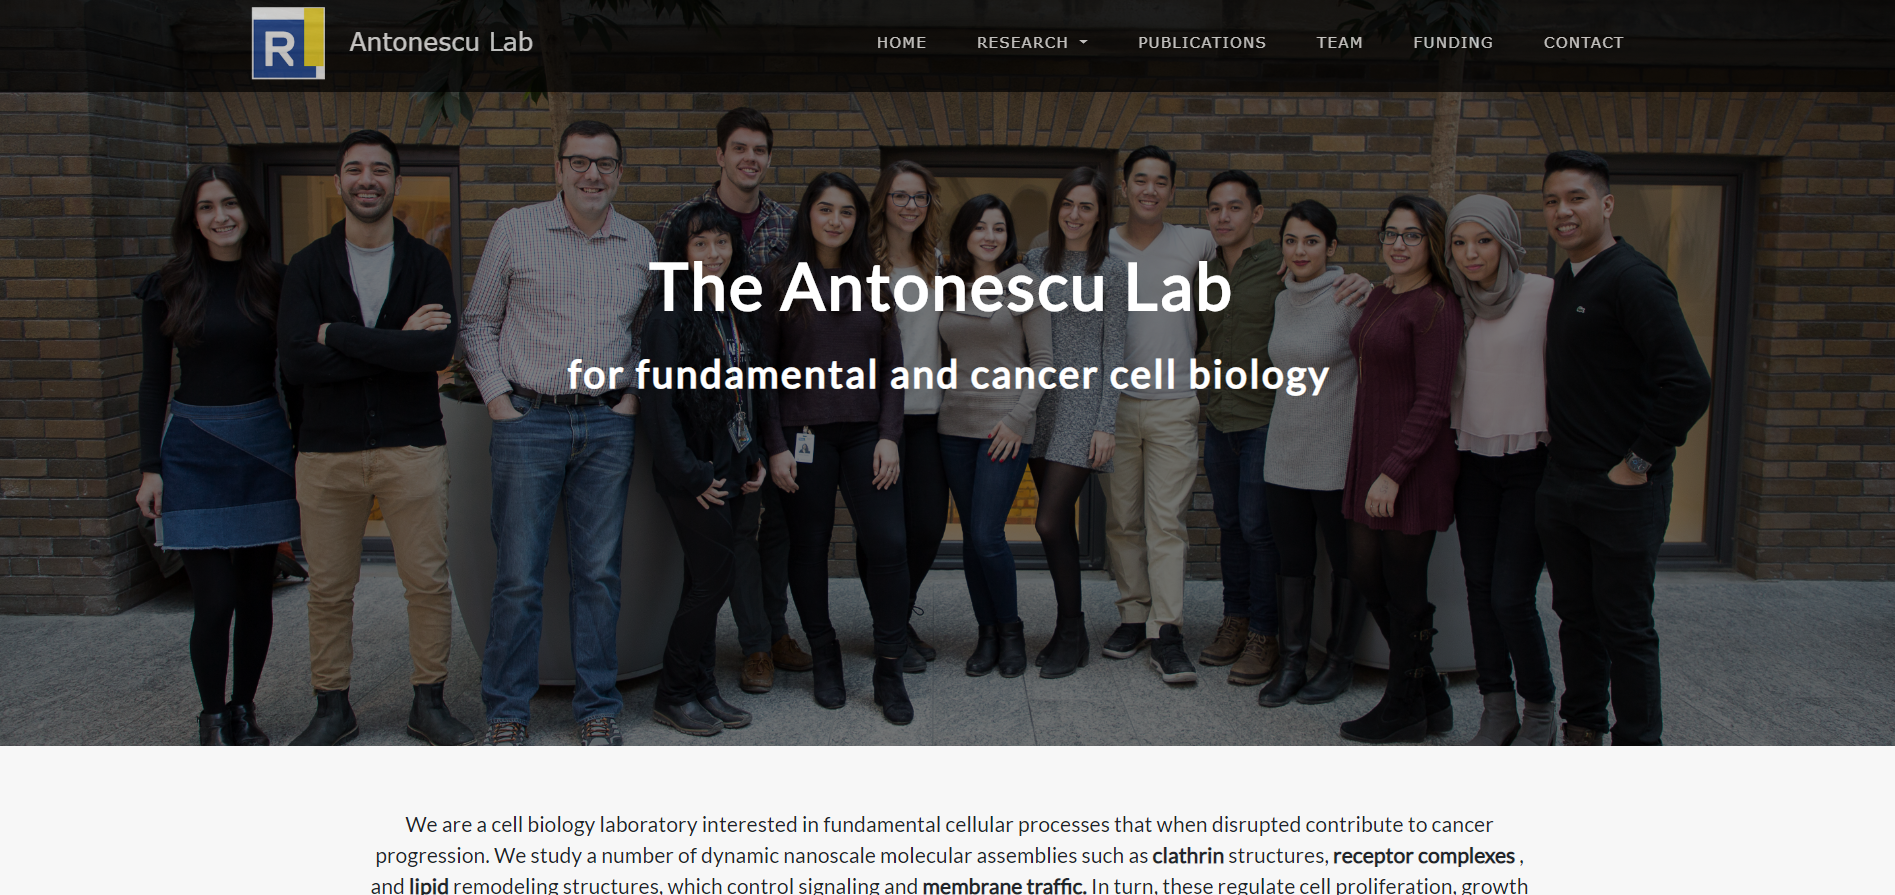 R
Antonescu Lab
HOME RESEARCH PUBLICATIONS TEAM FUNDING CONTACT
The Antonescu Lab
for fundamental and cancer cell biology
We are a cell biology laboratory interested in fundamental cellular processes that when disrupted contribute to cancer
progression. We study a number of dynamic nanoscale molecular assemblies such as clathrin structures, receptor complexes ,
and lipid remodeling structures, which control signaling and membrane traffic. In turn, these regulate cell proliferation, growth